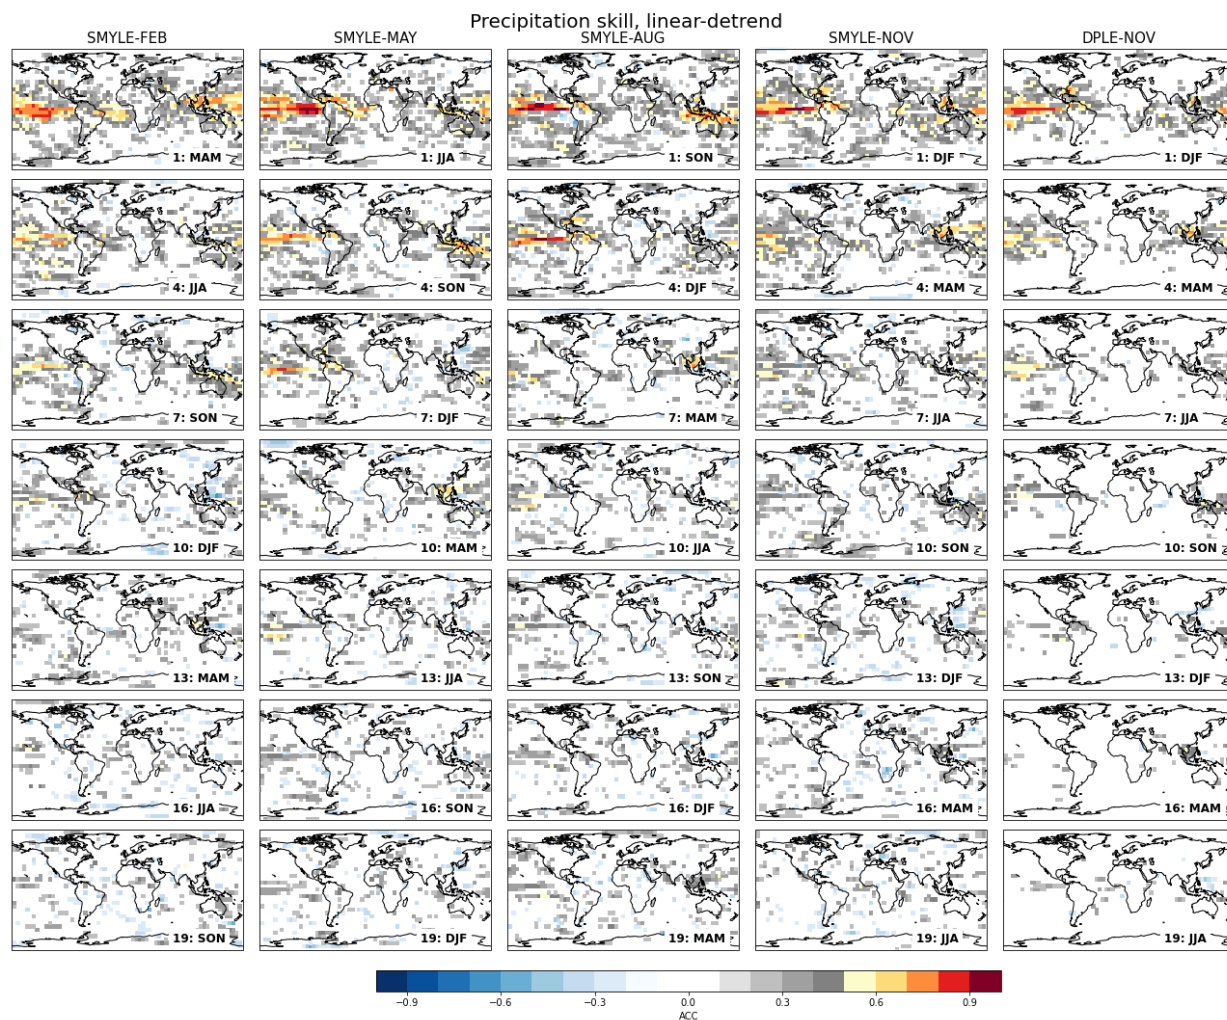 Precipitation skill, linear-detrend
SMYLE-FEB SMYLE-MAY SMYLE-AUG SMYLE-NOV DPLE-NOV
1: MAM 1: JJA 1: SON 1: DJF 1: DJF
4: JJA 4: SON 4: DJF 4: MAM 4: MAM
7: SON 7: DJF 7: MAM 7: JJA 7: JJA
10: DJF 10: MAM 10: JJA 10: SON 10: SON
13: MAM 13: JJA 13: SON 13: DJF 13: DJF
16: JJA 16: SON 16: DJF 16: MAM 16: MAM
19: SON 19: DJF 19: MAM 19: JJA 19: JJA
−0.9 −0.6 −0.3 0.0 0.3 0.6 0.9
ACC